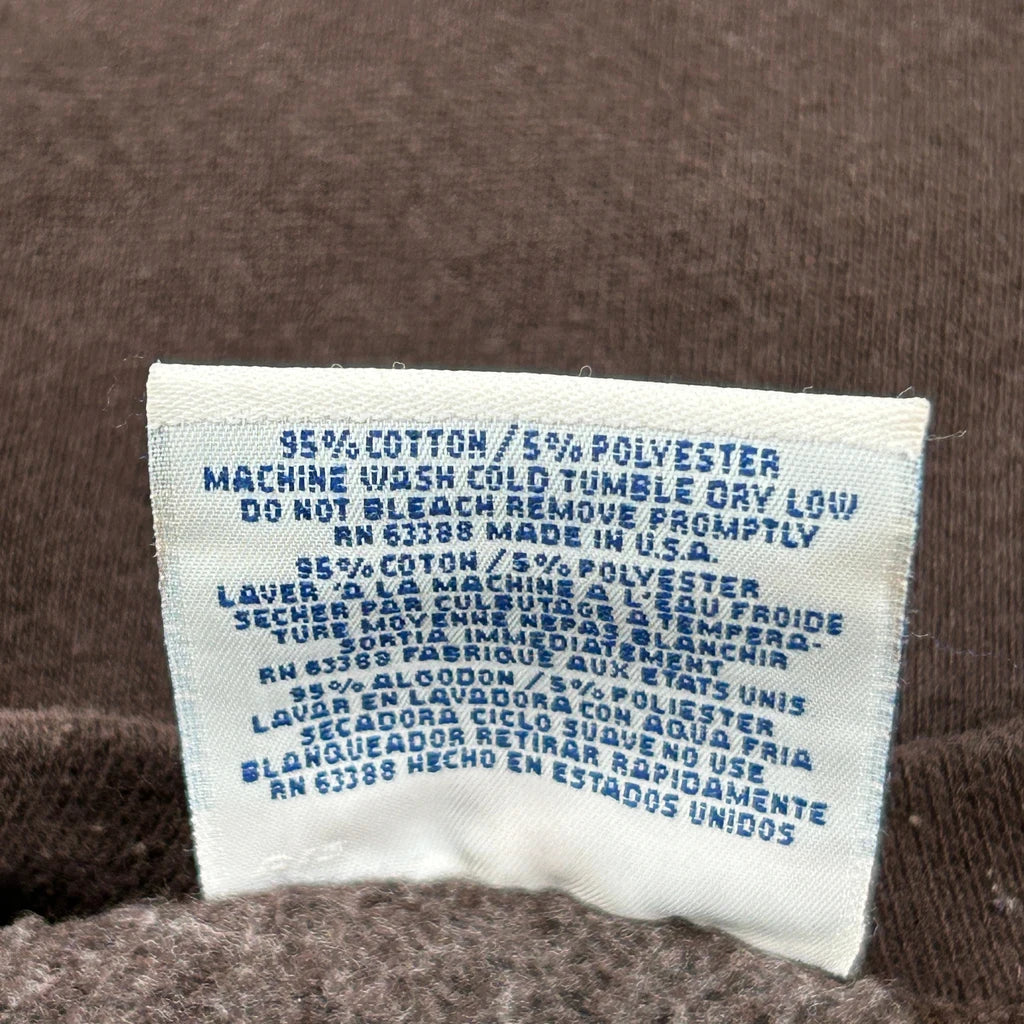 95% COTTON / 5% POLYESTER
MACHINE WASH COLD TUMBLE DRY LOW
DO NOT BLEACH REMOVE PROMPTLY
RN 63388 MADE IN U.S.A.
95% COTON / 5% POLYESTER
LAVER 'A LA MACHINE A L'EAU FROIDE
SECHER PAR CULBUTAGE A TEMPERA-
TURE MOYENNE NEPAS BLANCHIR
SORTIA IMMEDIATEMENT
RN 63388 FABRIQUE AUX ETATS UNIS
95% ALGODON / 5% POLIESTER
LAVAR EN LAVADORA CON AQUA FRIA
SECADORA CICLO SUAVE NO USE
BLANQUEADOR RETIRAR RAPIDAMENTE
RN 63388 HECHO EN ESTADOS UNIDOS